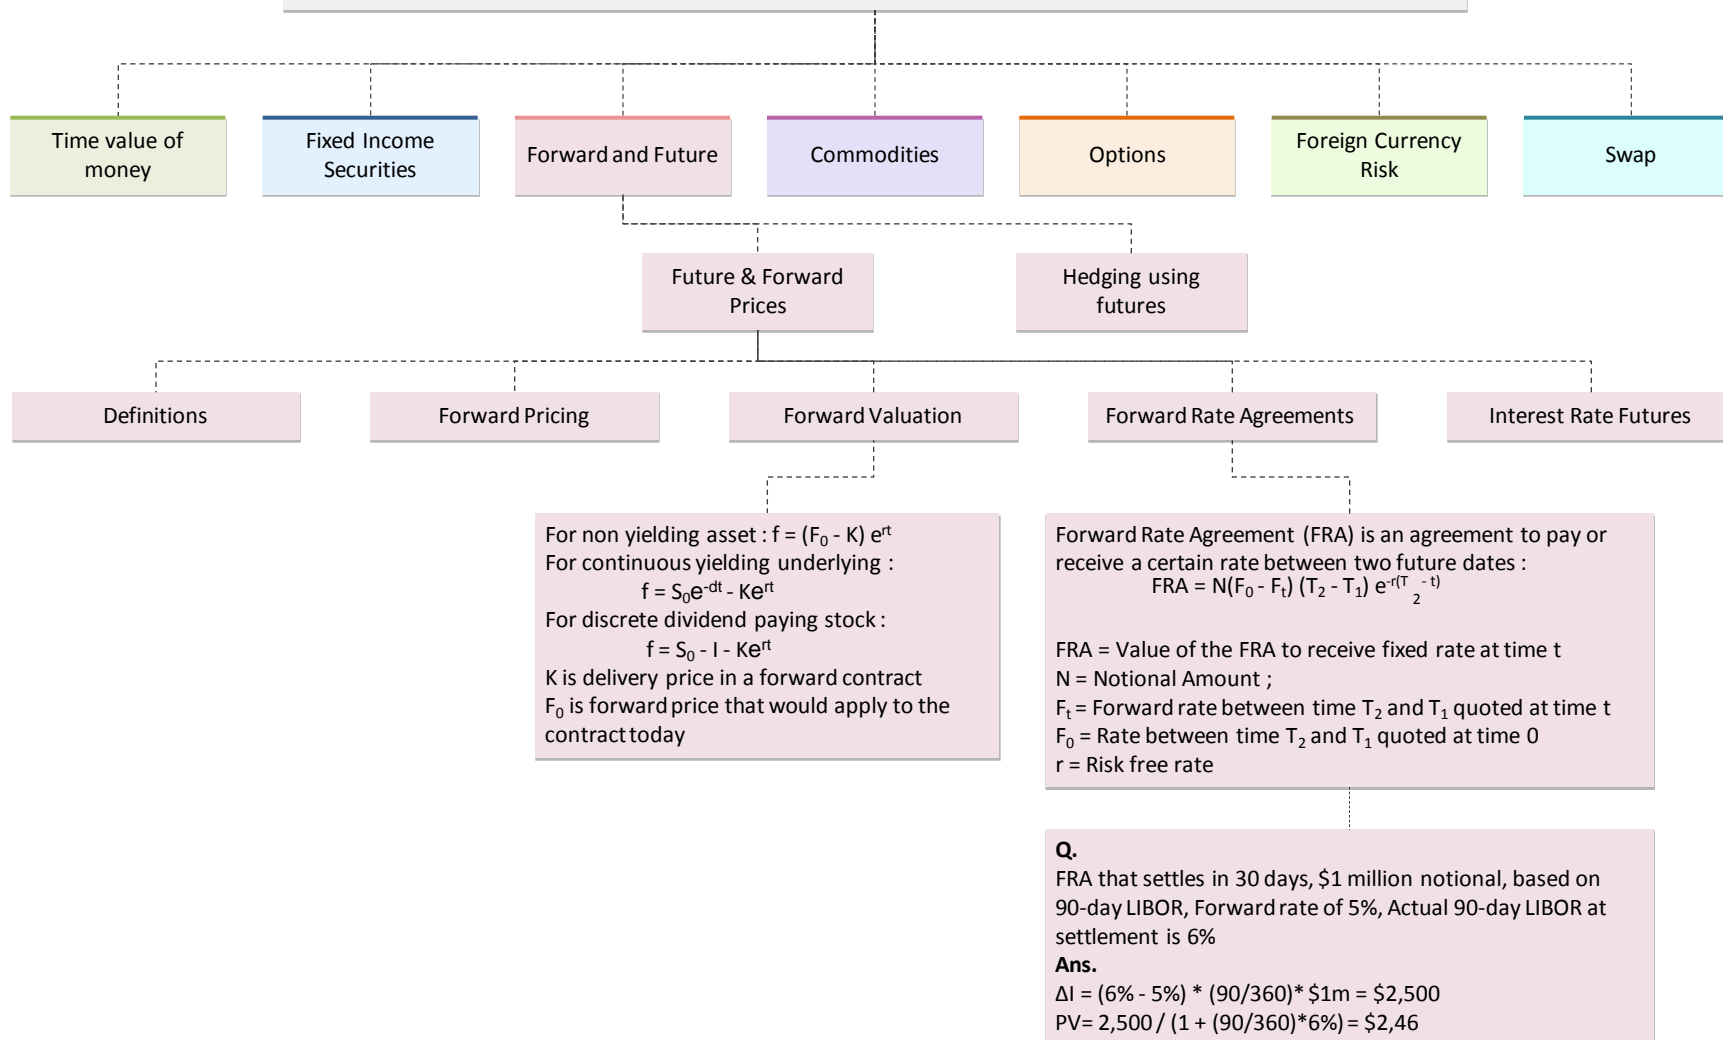 Time value of
money
Fixed Income
Securities
Forward and Future
Commodities
Options
Foreign Currency
Risk
Swap
Future & Forward
Prices
Hedging using
futures
Definitions
Forward Pricing
Forward Valuation
Forward Rate Agreements
Interest Rate Futures
For non yielding asset : f = (F₀ - K) eʳᵗ
For continuous yielding underlying :
f = S₀e⁻ᵈᵗ - Keʳᵗ
For discrete dividend paying stock :
f = S₀ - I - Keʳᵗ
K is delivery price in a forward contract
F₀ is forward price that would apply to the
contract today
Forward Rate Agreement (FRA) is an agreement to pay or
receive a certain rate between two future dates :
FRA = N(F₀ - Fₜ) (T₂ - T₁) e^-r(T₂ - t)
FRA = Value of the FRA to receive fixed rate at time t
N = Notional Amount ;
Fₜ = Forward rate between time T₂ and T₁ quoted at time t
F₀ = Rate between time T₂ and T₁ quoted at time 0
r = Risk free rate
Q.
FRA that settles in 30 days, $1 million notional, based on
90-day LIBOR, Forward rate of 5%, Actual 90-day LIBOR at
settlement is 6%
Ans.
ΔI = (6% - 5%) * (90/360)* $1m = $2,500
PV= 2,500 / (1 + (90/360)*6%) = $2,46